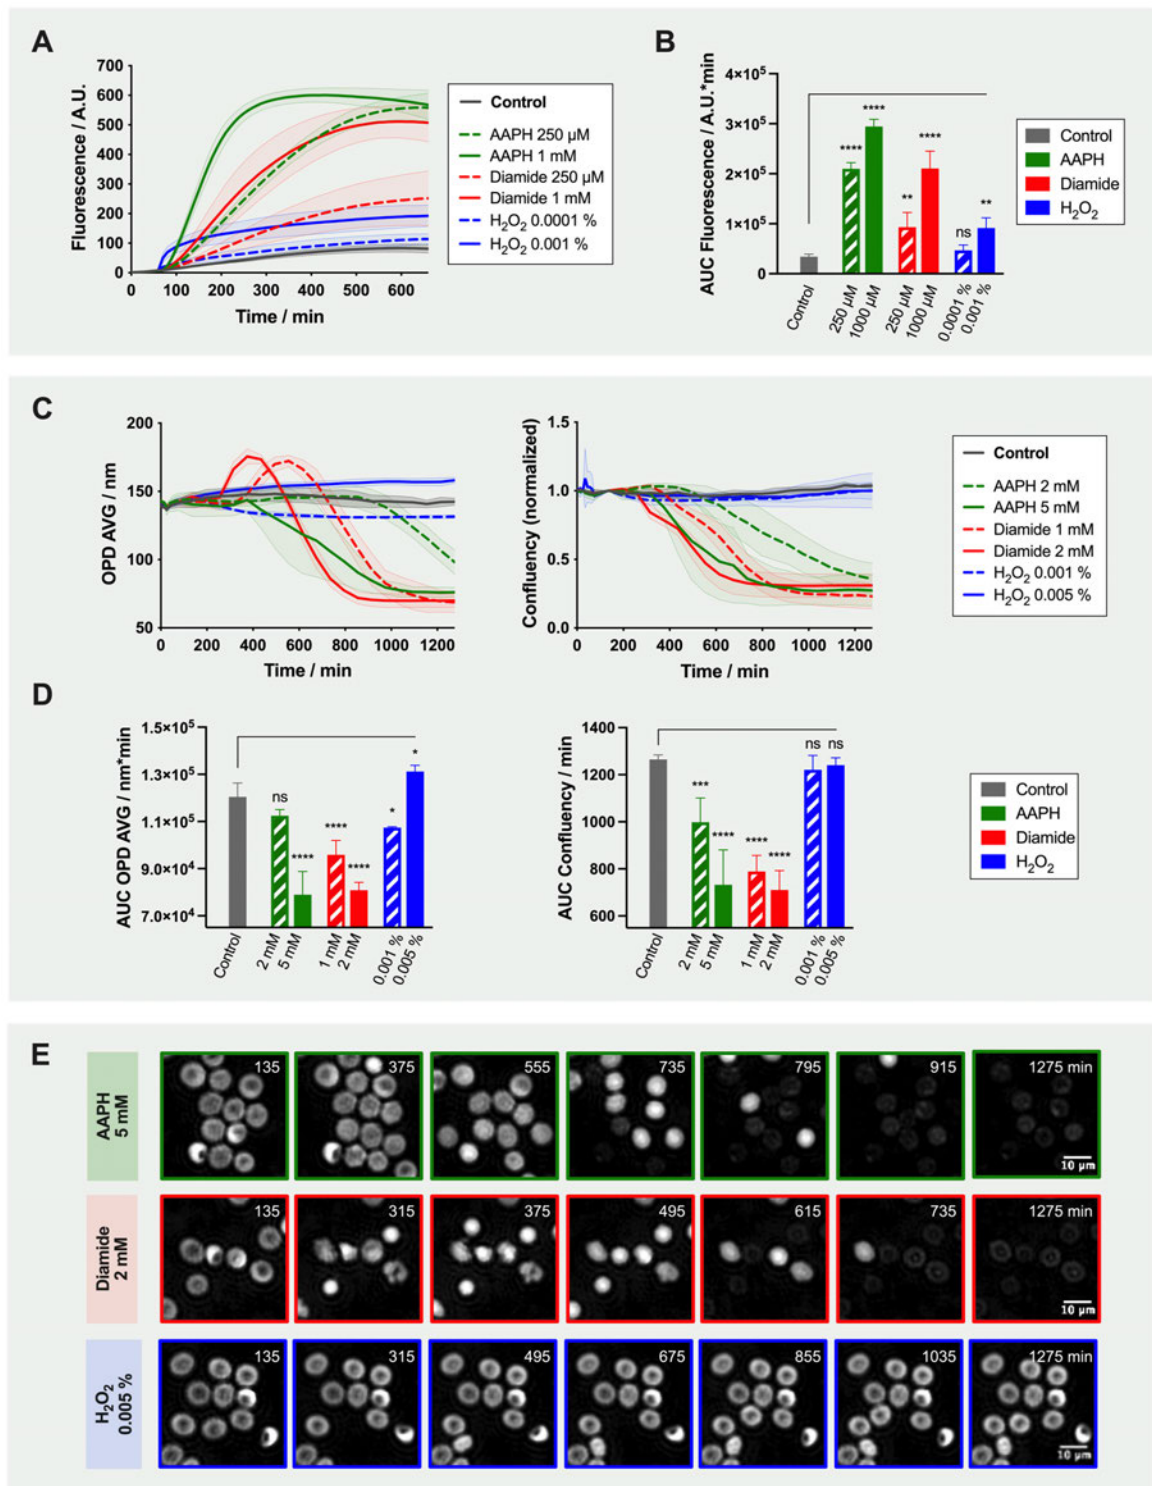 A
Fluorescence / A.U.
700
600
500
400
300
200
100
0
0 100 200 300 400 500 600
Time / min
Control
AAPH 250 µM
AAPH 1 mM
Diamide 250 µM
Diamide 1 mM
H₂O₂ 0.0001 %
H₂O₂ 0.001 %
B
AUC Fluorescence / A.U.*min
4×10⁵
3×10⁵
2×10⁵
1×10⁵
0
****
****
**
****
ns
**
Control
250 µM
1000 µM
250 µM
1000 µM
0.0001 %
0.001 %
Control
AAPH
Diamide
H₂O₂
C
OPD AVG / nm
200
150
100
50
0 200 400 600 800 1000 1200
Time / min
Confluency (normalized)
1.5
1.0
0.5
0.0
0 200 400 600 800 1000 1200
Time / min
Control
AAPH 2 mM
AAPH 5 mM
Diamide 1 mM
Diamide 2 mM
H₂O₂ 0.001 %
H₂O₂ 0.005 %
D
AUC OPD AVG / nm*min
1.5×10⁵
1.3×10⁵
1.1×10⁵
9.0×10⁴
7.0×10⁴
ns
****
****
****
*
*
Control
2 mM
5 mM
1 mM
2 mM
0.001 %
0.005 %
AUC Confluency / min
1400
1200
1000
800
600
***
****
****
****
ns
ns
Control
2 mM
5 mM
1 mM
2 mM
0.001 %
0.005 %
Control
AAPH
Diamide
H₂O₂
E
AAPH
5 mM
135 375 555 735 795 915 1275 min
10 µm
Diamide
2 mM
135 315 375 495 615 735 1275 min
10 µm
H₂O₂
0.005 %
135 315 495 675 855 1035 1275 min
10 µm